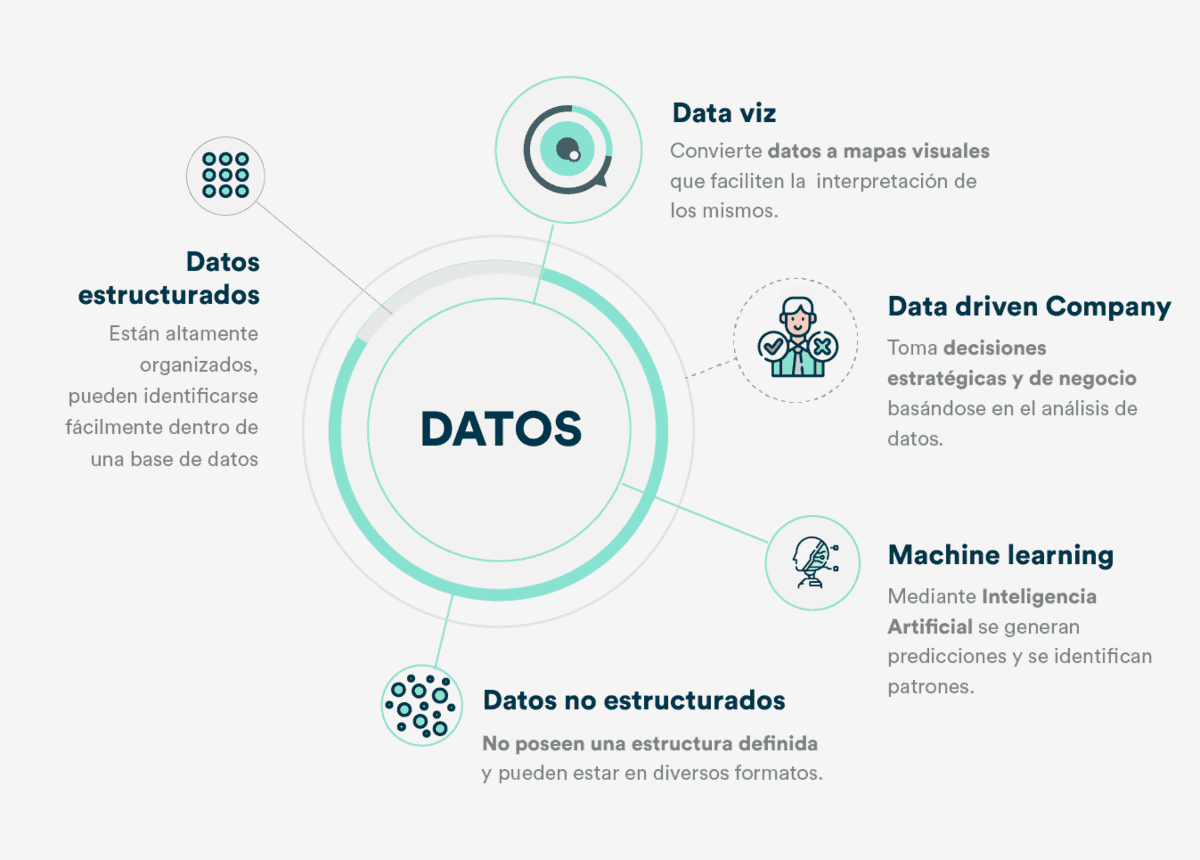 Data viz
Convierte datos a mapas visuales
que faciliten la interpretación de
los mismos.
Datos
estructurados
Están altamente
organizados,
pueden identificarse
fácilmente dentro de
una base de datos
DATOS
Data driven Company
Toma decisiones
estratégicas y de negocio
basándose en el análisis de
datos.
Machine learning
Mediante Inteligencia
Artificial se generan
predicciones y se identifican
patrones.
Datos no estructurados
No poseen una estructura definida
y pueden estar en diversos formatos.